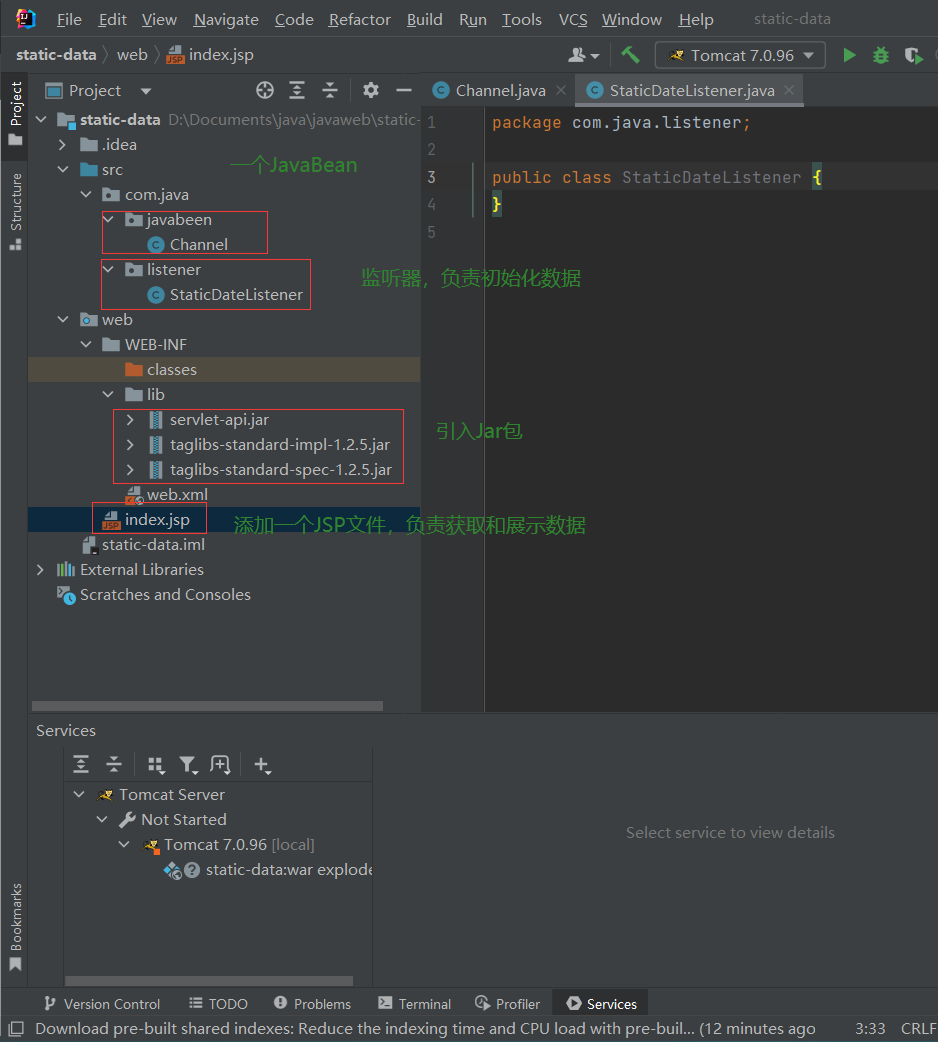 File Edit View Navigate Code Refactor Build Run Tools VCS Window Help static-data
static-data web index.jsp Tomcat 7.0.96
Project
Channel.java StaticDateListener.java
Project
Structure
Bookmarks
static-data D:\Documents\java\javaweb\static-
.idea
src
一个JavaBean
com.java
javabeen
Channel
listener
监听器，负责初始化数据
StaticDateListener
web
WEB-INF
classes
lib
servlet-api.jar
引入Jar包
taglibs-standard-impl-1.2.5.jar
taglibs-standard-spec-1.2.5.jar
web.xml
index.jsp
添加一个JSP文件，负责获取和展示数据
static-data.iml
External Libraries
Scratches and Consoles
1 package com.java.listener;
2
3 public class StaticDateListener {
4 }
5
Services
Tomcat Server
Not Started
Tomcat 7.0.96 [local]
static-data:war explode
Select service to view details
Version Control TODO Problems Terminal Profiler Services
Download pre-built shared indexes: Reduce the indexing time and CPU load with pre-buil... (12 minutes ago 3:33 CRLF